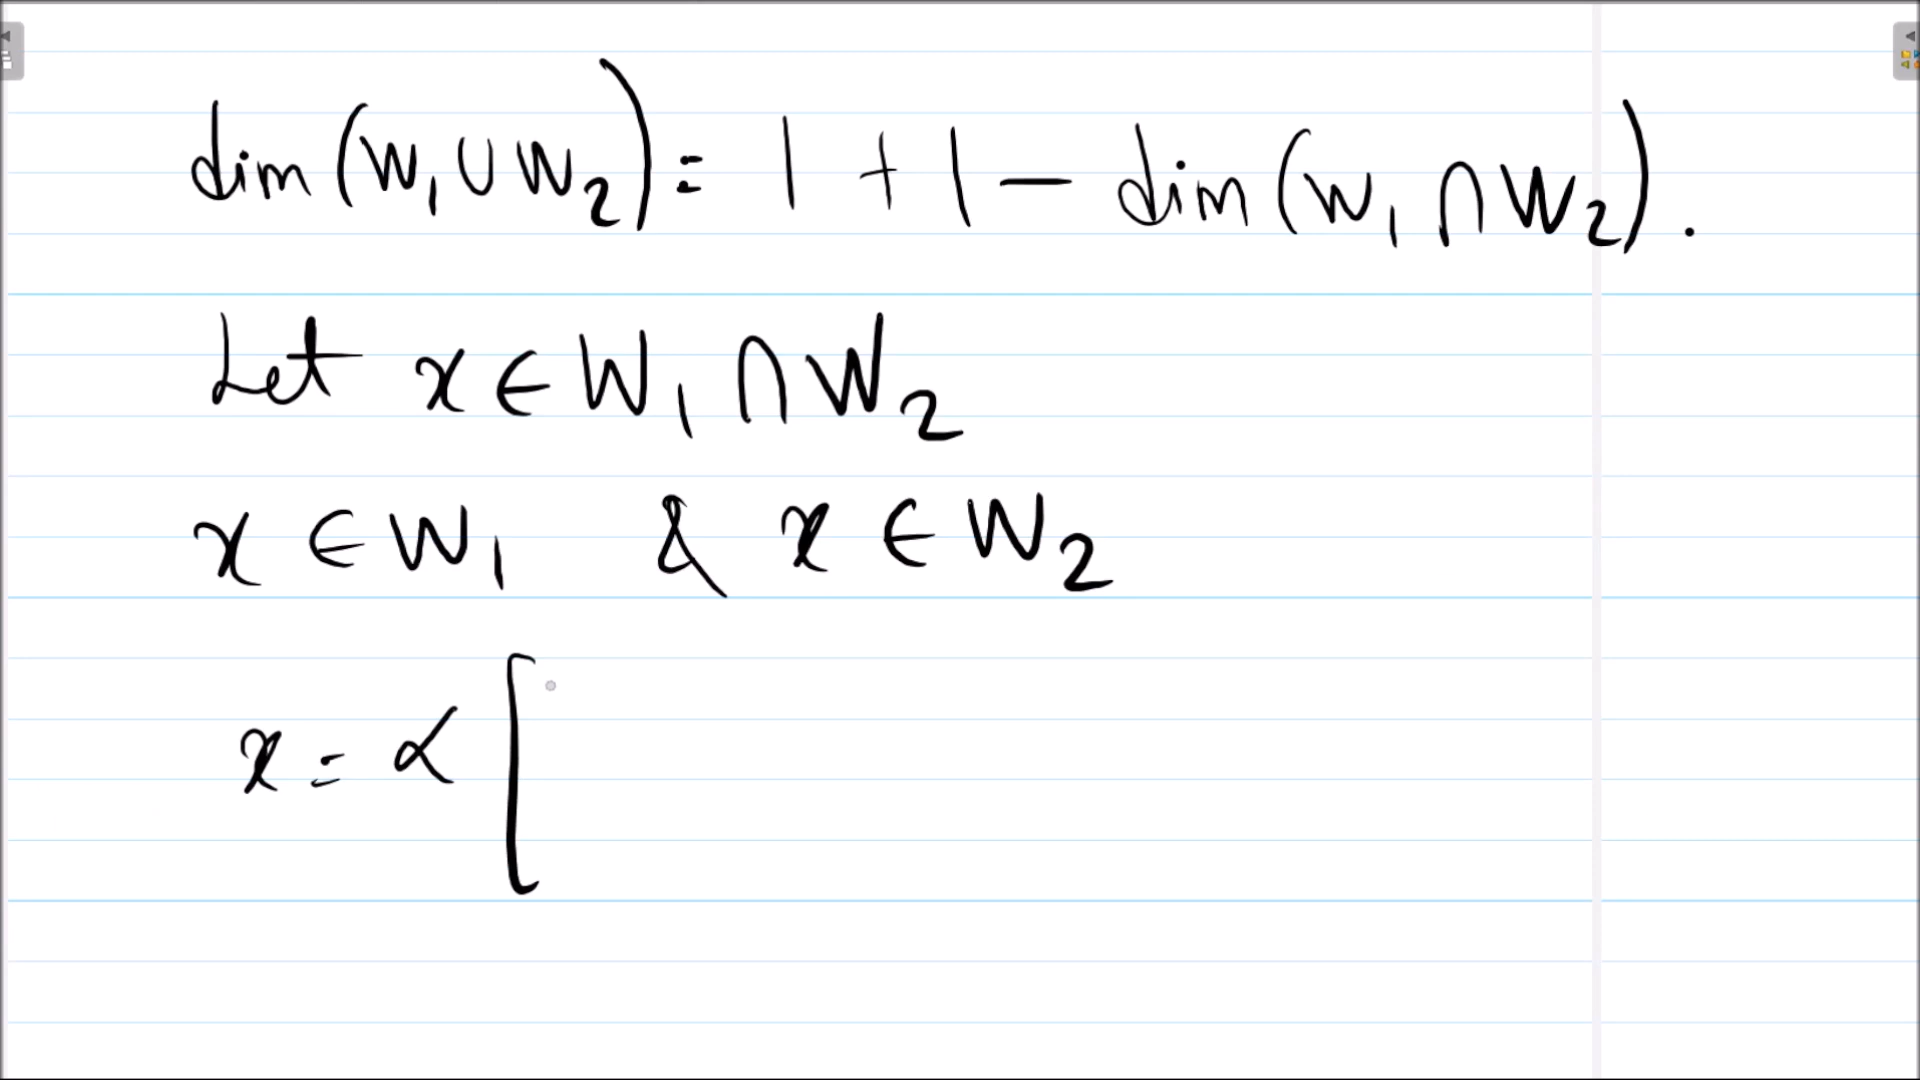 dim(W₁∪W₂) = 1 + 1 − dim(W₁∩W₂).
Let x ∈ W₁∩W₂
x ∈ W₁ & x ∈ W₂
x = α [